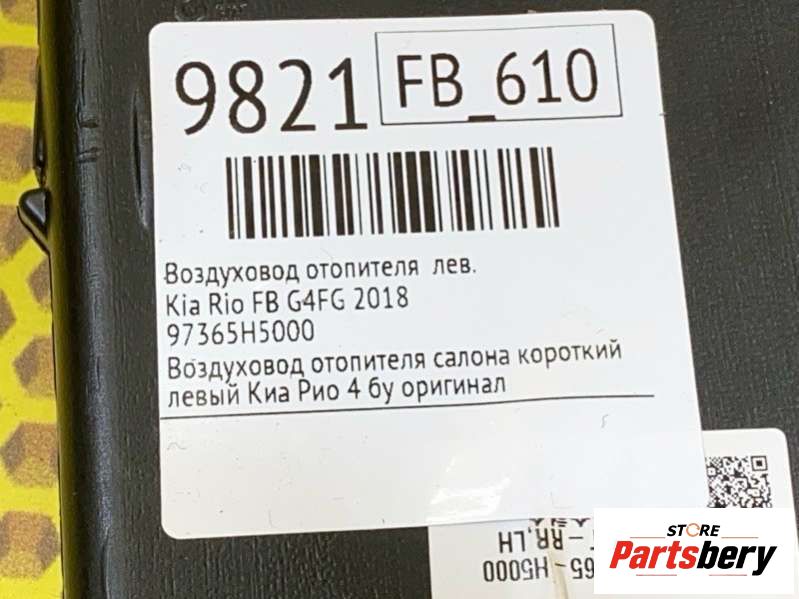 9821 FB_610
Воздуховод отопителя лев.
Kia Rio FB G4FG 2018
97365H5000
Воздуховод отопителя салона короткий
левый Киа Рио 4 бу оригинал
- RR,LH
65-H5000
STORE
Partsbery